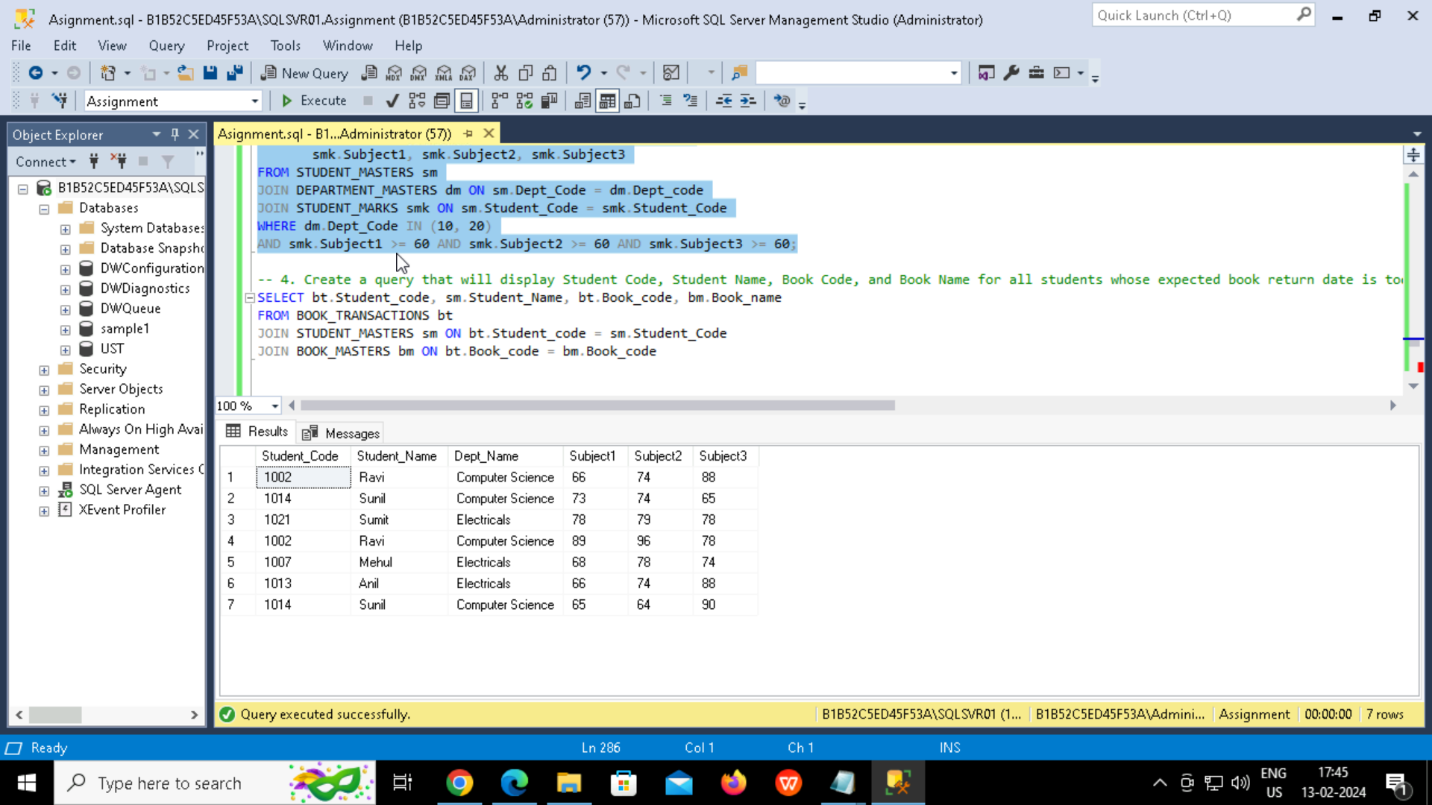 Asignment.sql - B1B52C5ED45F53A\SQLSVR01.Assignment (B1B52C5ED45F53A\Administrator (57)) - Microsoft SQL Server Management Studio (Administrator)
Quick Launch (Ctrl+Q)
File Edit View Query Project Tools Window Help
New Query
MDX DMX XMLA DAX
Assignment
Execute
Object Explorer
Connect
B1B52C5ED45F53A\SQLS
Databases
System Databases
Database Snapsho
DWConfiguration
DWDiagnostics
DWQueue
sample1
UST
Security
Server Objects
Replication
Always On High Avai
Management
Integration Services C
SQL Server Agent
XEvent Profiler
Asignment.sql - B1...Administrator (57))
smk.Subject1, smk.Subject2, smk.Subject3
FROM STUDENT_MASTERS sm
JOIN DEPARTMENT_MASTERS dm ON sm.Dept_Code = dm.Dept_code
JOIN STUDENT_MARKS smk ON sm.Student_Code = smk.Student_Code
WHERE dm.Dept_Code IN (10, 20)
AND smk.Subject1 >= 60 AND smk.Subject2 >= 60 AND smk.Subject3 >= 60;
-- 4. Create a query that will display Student Code, Student Name, Book Code, and Book Name for all students whose expected book return date is to
SELECT bt.Student_code, sm.Student_Name, bt.Book_code, bm.Book_name
FROM BOOK_TRANSACTIONS bt
JOIN STUDENT_MASTERS sm ON bt.Student_code = sm.Student_Code
JOIN BOOK_MASTERS bm ON bt.Book_code = bm.Book_code
100 %
Results Messages
Student_Code Student_Name Dept_Name Subject1 Subject2 Subject3
1 1002 Ravi Computer Science 66 74 88
2 1014 Sunil Computer Science 73 74 65
3 1021 Sumit Electricals 78 79 78
4 1002 Ravi Computer Science 89 96 78
5 1007 Mehul Electricals 68 78 74
6 1013 Anil Electricals 66 74 88
7 1014 Sunil Computer Science 65 64 90
Query executed successfully. B1B52C5ED45F53A\SQLSVR01 (1... B1B52C5ED45F53A\Admini... Assignment 00:00:00 7 rows
Ready Ln 286 Col 1 Ch 1 INS
Type here to search
ENG
US
17:45
13-02-2024
1